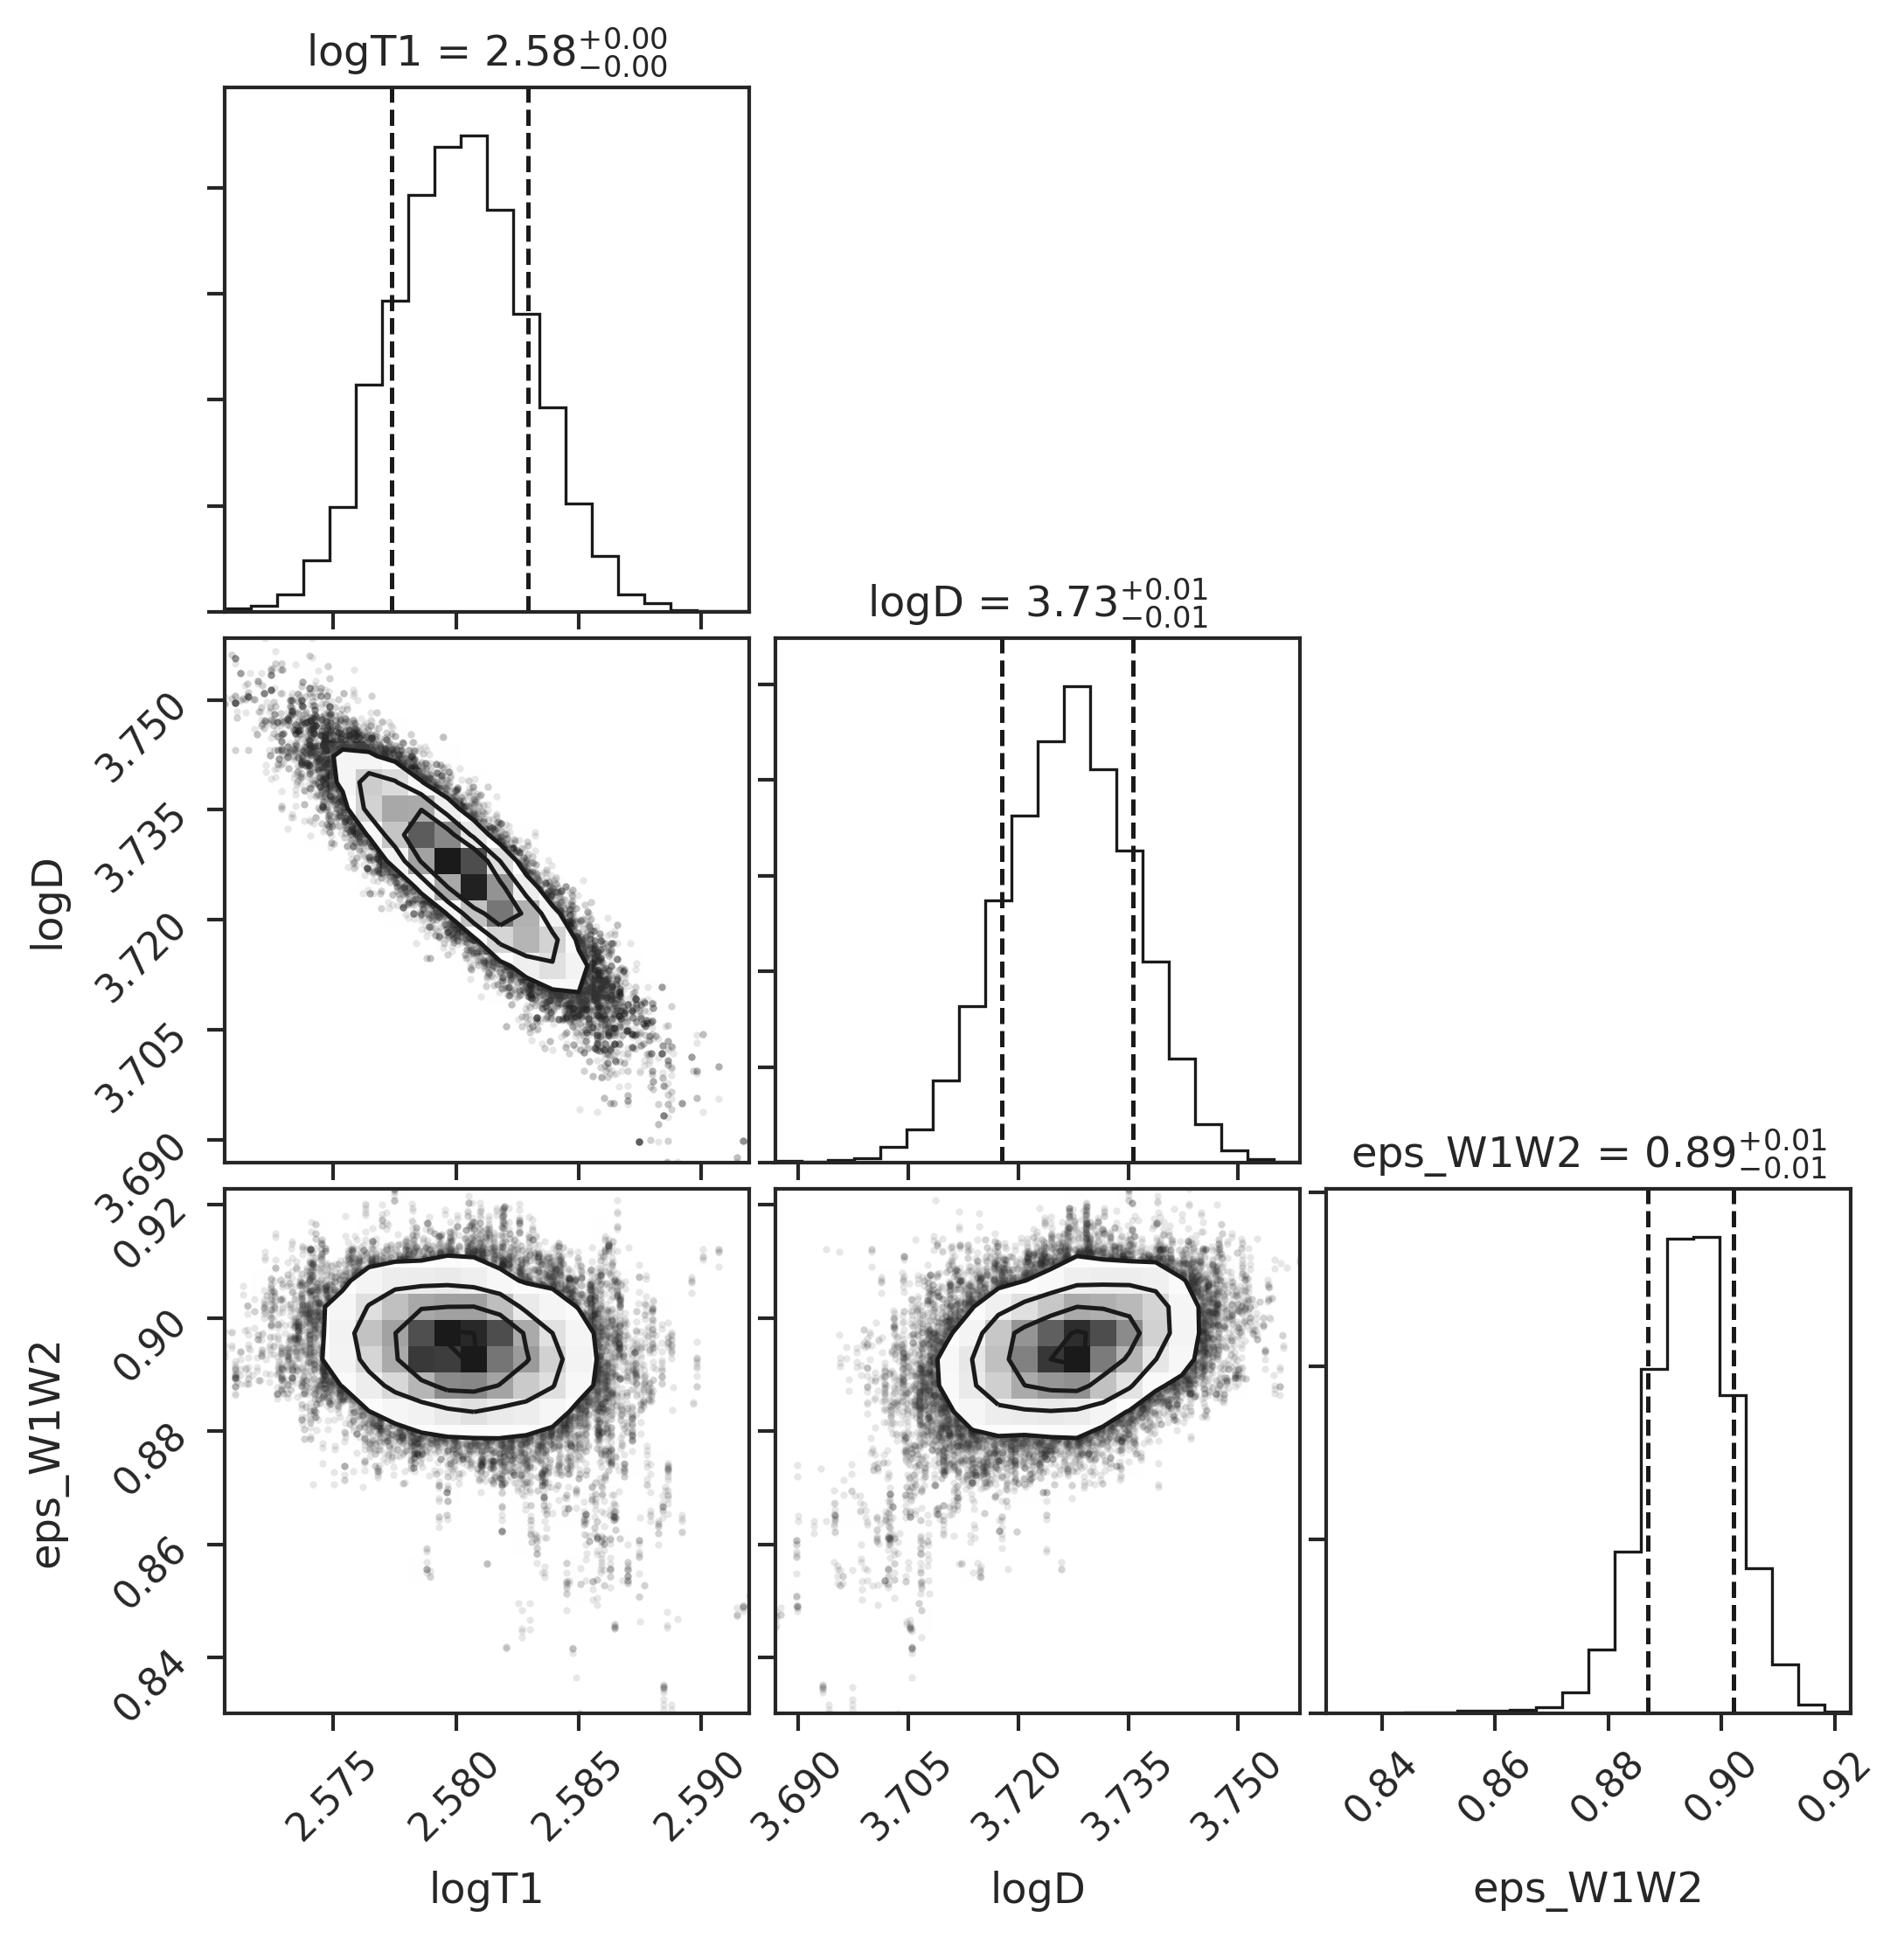 logT1 = 2.58+0.00 −0.00
logD = 3.73+0.01 −0.01
eps_W1W2 = 0.89+0.01 −0.01
logD
3.750
3.735
3.720
3.705
3.690
eps_W1W2
0.92
0.90
0.88
0.86
0.84
2.575 2.580 2.585 2.590
3.690 3.705 3.720 3.735 3.750
0.84 0.86 0.88 0.90 0.92
logT1
logD
eps_W1W2